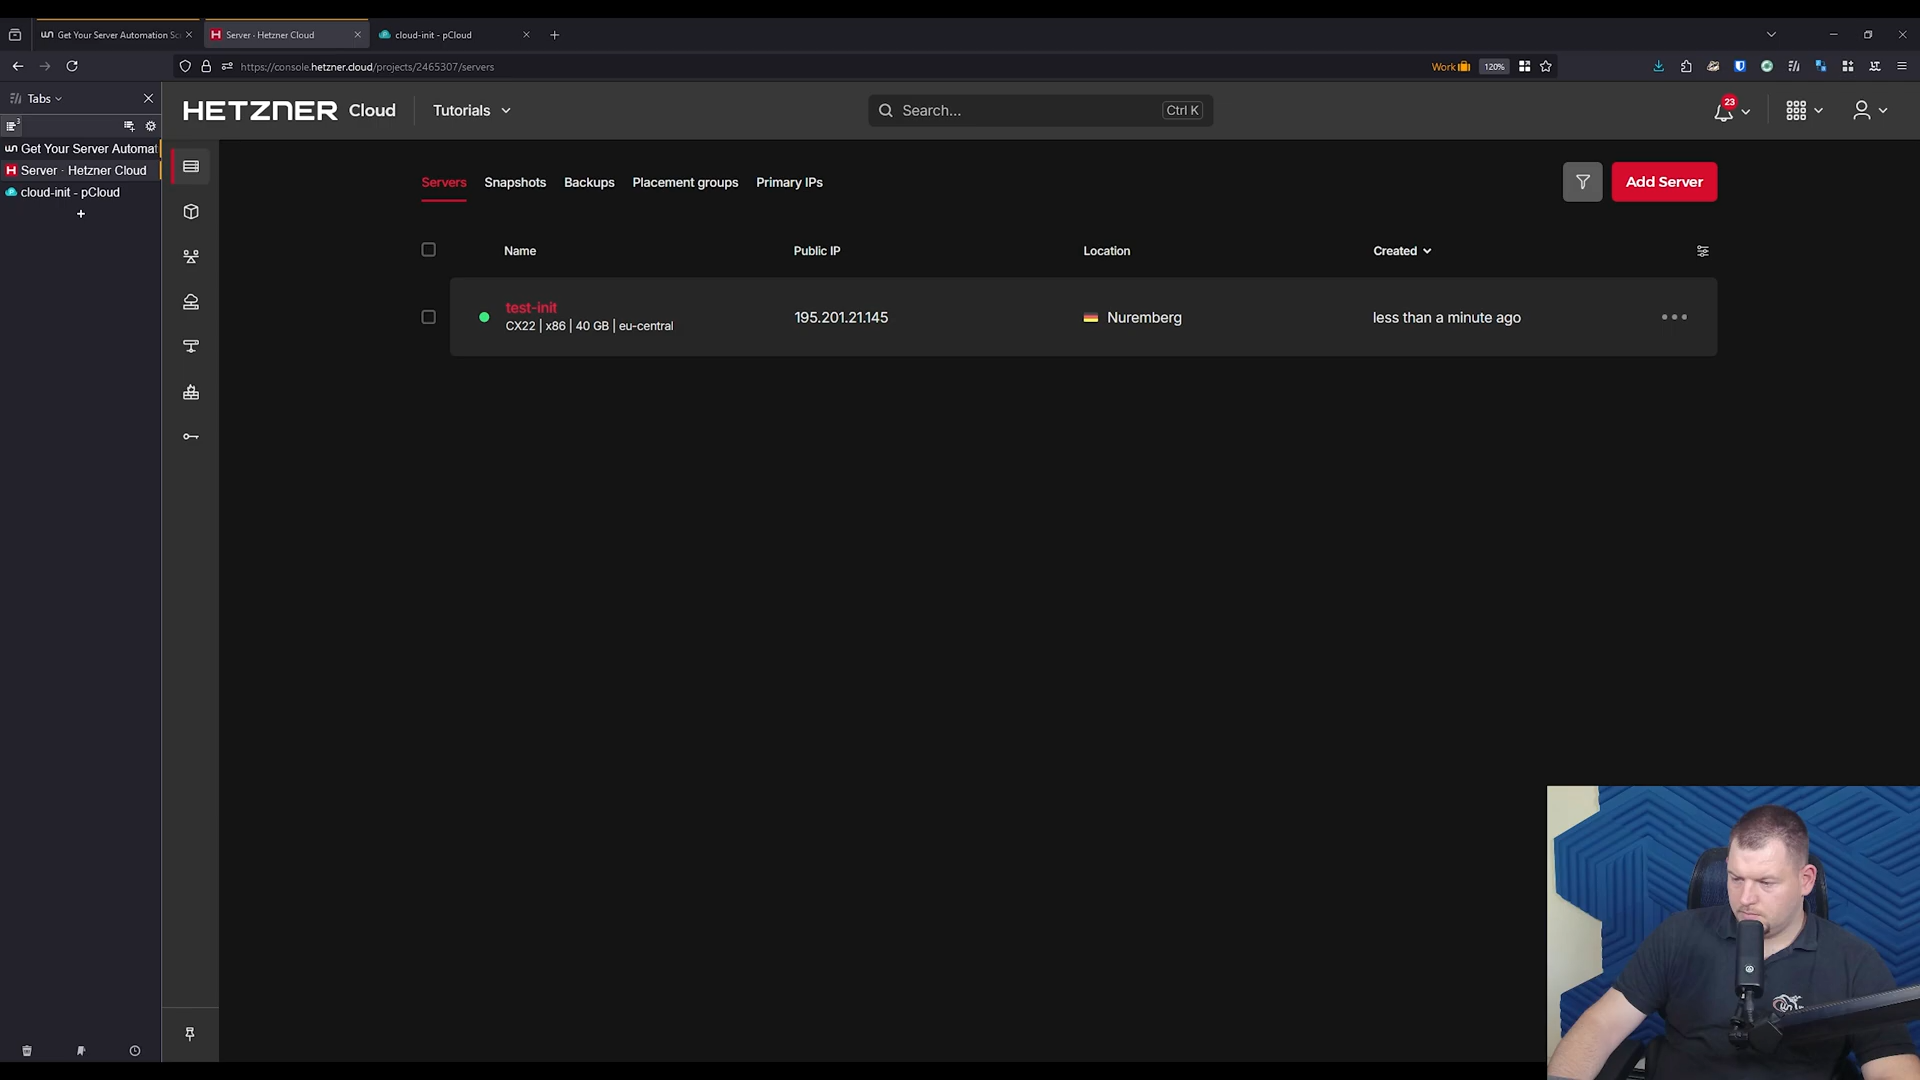 Get Your Server Automation Sc
Server · Hetzner Cloud
cloud-init - pCloud
https://console.hetzner.cloud/projects/2465307/servers
Work
120%
Tabs
Get Your Server Automat
Server · Hetzner Cloud
cloud-init - pCloud
HETZNER Cloud
Tutorials
Search...
Ctrl K
23
Servers
Snapshots
Backups
Placement groups
Primary IPs
Add Server
Name
Public IP
Location
Created
test-init
CX22 | x86 | 40 GB | eu-central
195.201.21.145
Nuremberg
less than a minute ago